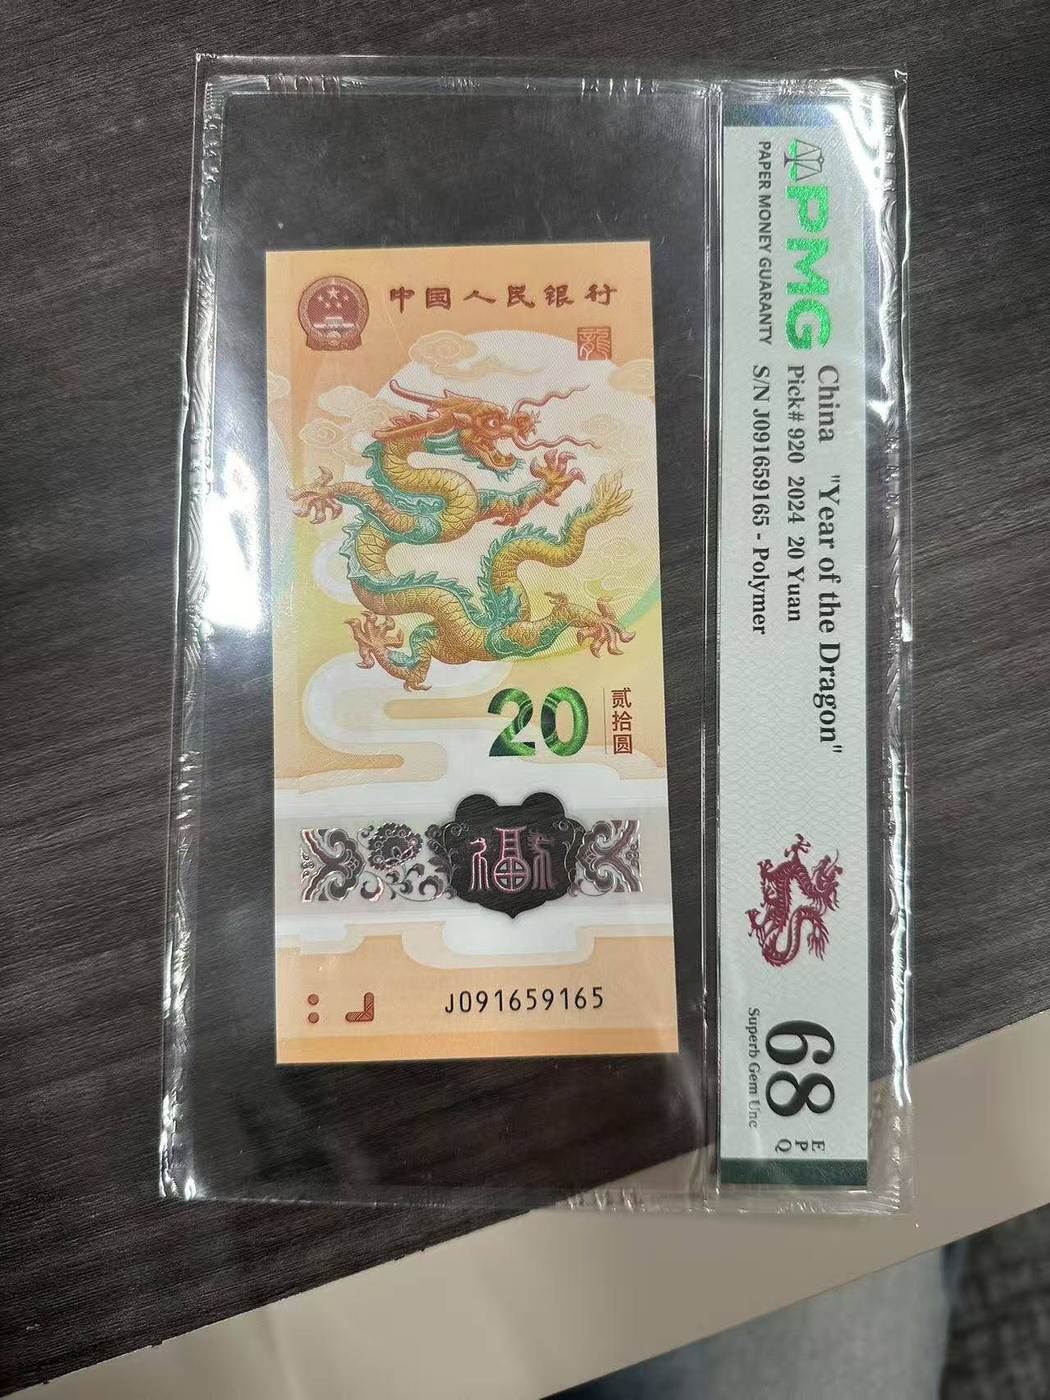 中国人民银行
龍
20
贰拾圆
福
J091659165
PMG
PAPER MONEY GUARANTY
China "Year of the Dragon"
Pick# 920 2024 20 Yuan
S/N J091659165 - Polymer
68
EPQ
Superb Gem Unc